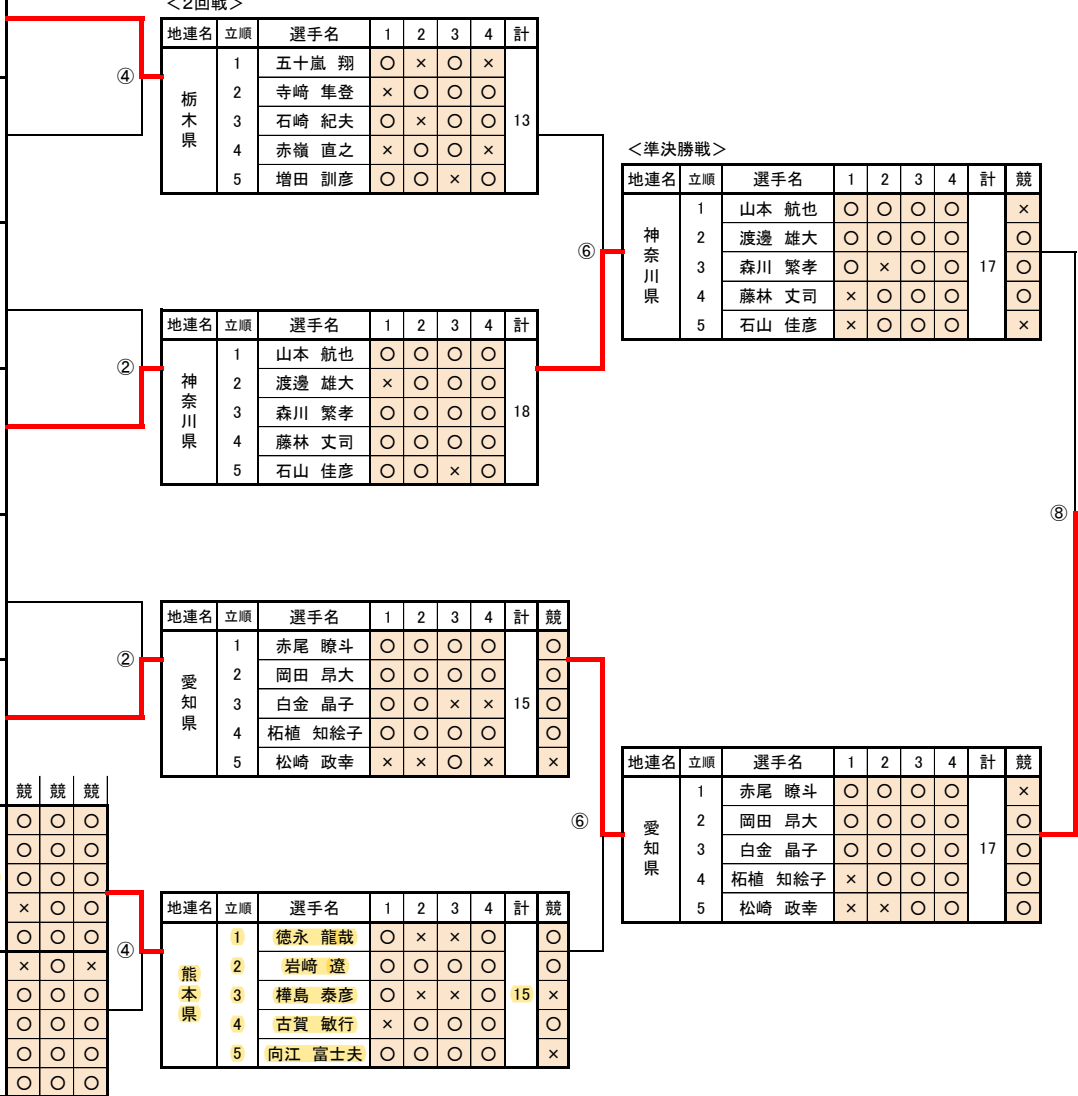 ＜2回戦＞
地連名 立順 選手名 1 2 3 4 計
栃木県 13
1 五十嵐 翔 〇 × 〇 ×
2 寺﨑 隼登 × 〇 〇 〇
3 石崎 紀夫 〇 × 〇 〇
4 赤嶺 直之 × 〇 〇 ×
5 増田 訓彦 〇 〇 × 〇
④
＜準決勝戦＞
地連名 立順 選手名 1 2 3 4 計 競
神奈川県 17
1 山本 航也 〇 〇 〇 〇 ×
2 渡邊 雄大 〇 〇 〇 〇 〇
3 森川 繁孝 〇 × 〇 〇 〇
4 藤林 丈司 × 〇 〇 〇 〇
5 石山 佳彦 × 〇 〇 〇 ×
⑥
地連名 立順 選手名 1 2 3 4 計
神奈川県 18
1 山本 航也 〇 〇 〇 〇
2 渡邊 雄大 × 〇 〇 〇
3 森川 繁孝 〇 〇 〇 〇
4 藤林 丈司 〇 〇 〇 〇
5 石山 佳彦 〇 〇 × 〇
②
⑧
地連名 立順 選手名 1 2 3 4 計 競
愛知県 15
1 赤尾 瞭斗 〇 〇 〇 〇 〇
2 岡田 昂大 〇 〇 〇 〇 〇
3 白金 晶子 〇 〇 × × 〇
4 柘植 知絵子 〇 〇 〇 〇 〇
5 松崎 政幸 × × 〇 × ×
②
地連名 立順 選手名 1 2 3 4 計 競
愛知県 17
1 赤尾 瞭斗 〇 〇 〇 〇 ×
2 岡田 昂大 〇 〇 〇 〇 〇
3 白金 晶子 〇 〇 〇 〇 〇
4 柘植 知絵子 × 〇 〇 〇 〇
5 松崎 政幸 × × 〇 〇 〇
⑥
競 競 競
〇 〇 〇
〇 〇 〇
〇 〇 〇
× 〇 〇
〇 〇 〇
× 〇 ×
〇 〇 〇
〇 〇 〇
〇 〇 〇
〇 〇 〇
④
地連名 立順 選手名 1 2 3 4 計 競
熊本県 15
1 徳永 龍哉 〇 × × 〇 〇
2 岩﨑 遼 〇 〇 〇 〇 〇
3 樺島 泰彦 〇 × × 〇 ×
4 古賀 敏行 × 〇 〇 〇 〇
5 向江 富士夫 〇 〇 〇 〇 ×